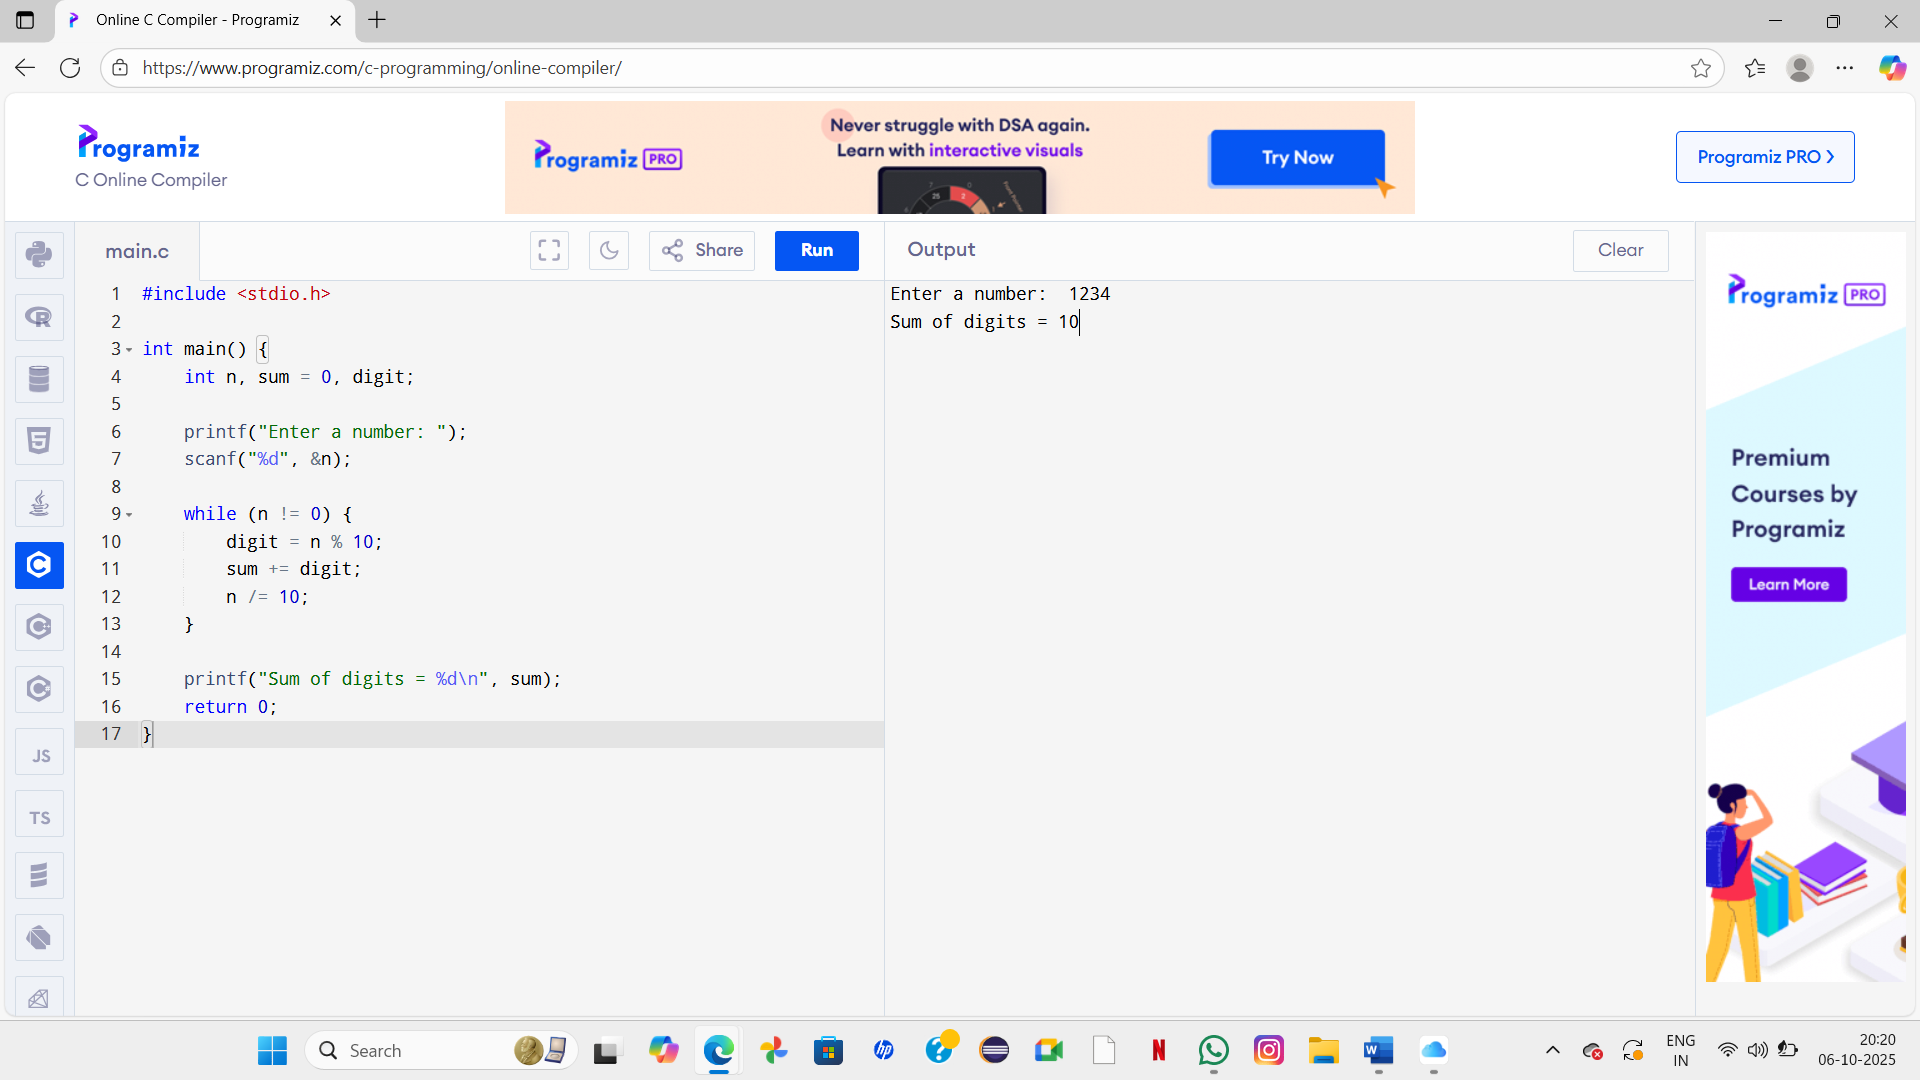 Online C Compiler - Programiz
https://www.programiz.com/c-programming/online-compiler/
Programiz
C Online Compiler
Programiz PRO
Never struggle with DSA again.
Learn with interactive visuals
Try Now
Programiz PRO ❯
main.c
Share
Run
Output
Clear
1 #include <stdio.h>
2
3 int main() {
4     int n, sum = 0, digit;
5
6     printf("Enter a number: ");
7     scanf("%d", &n);
8
9     while (n != 0) {
10         digit = n % 10;
11         sum += digit;
12         n /= 10;
13     }
14
15     printf("Sum of digits = %d\n", sum);
16     return 0;
17 }
Enter a number:  1234
Sum of digits = 10
JS
TS
Programiz PRO
Premium
Courses by
Programiz
Learn More
Search
ENG
IN
20:20
06-10-2025